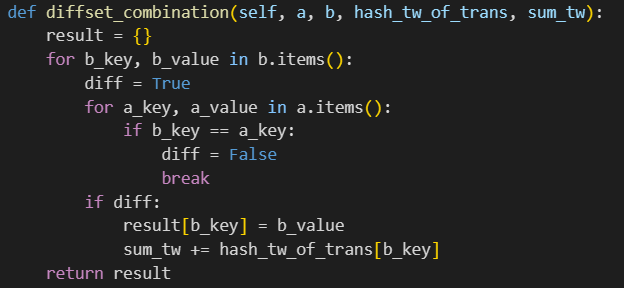 def diffset_combination(self, a, b, hash_tw_of_trans, sum_tw):
    result = {}
    for b_key, b_value in b.items():
        diff = True
        for a_key, a_value in a.items():
            if b_key == a_key:
                diff = False
                break
        if diff:
            result[b_key] = b_value
            sum_tw += hash_tw_of_trans[b_key]
    return result